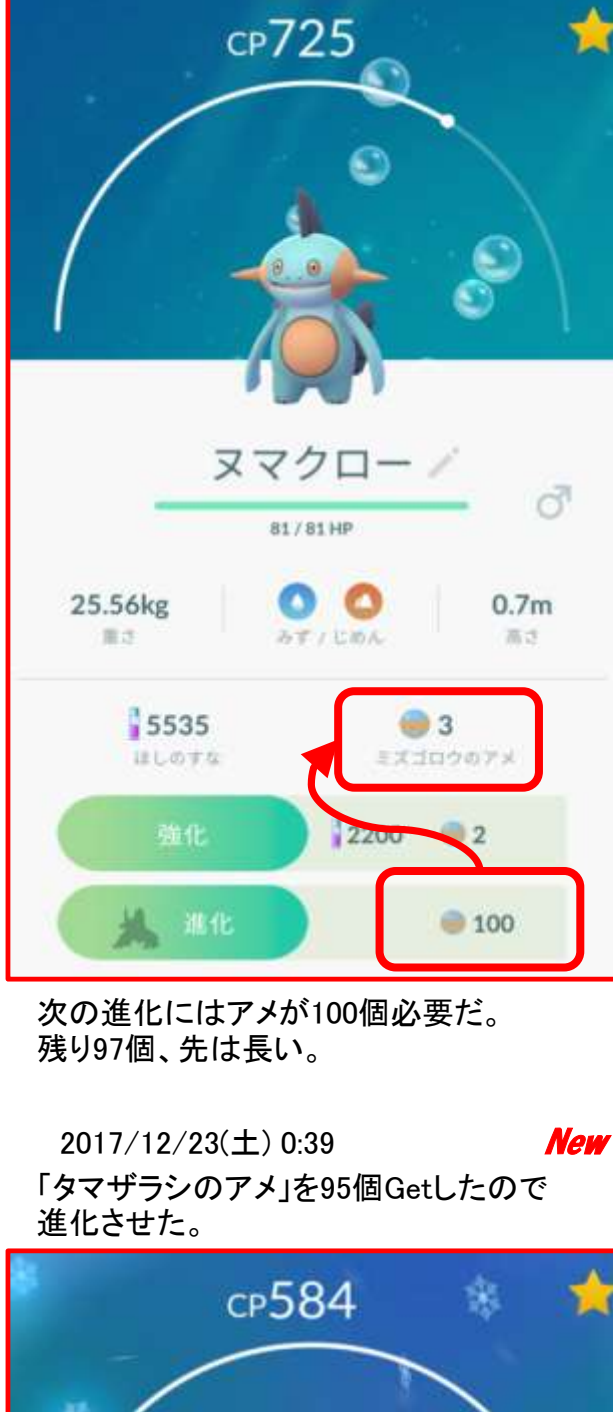 CP725
ヌマクロー
81 / 81 HP
25.56kg
重さ
みず / じめん
0.7m
高さ
5535
ほしのすな
3
ミズゴロウのアメ
強化
2200
2
進化
100
次の進化にはアメが100個必要だ。
残り97個、先は長い。
2017/12/23(土) 0:39
New
「タマザラシのアメ」を95個Getしたので
進化させた。
CP584